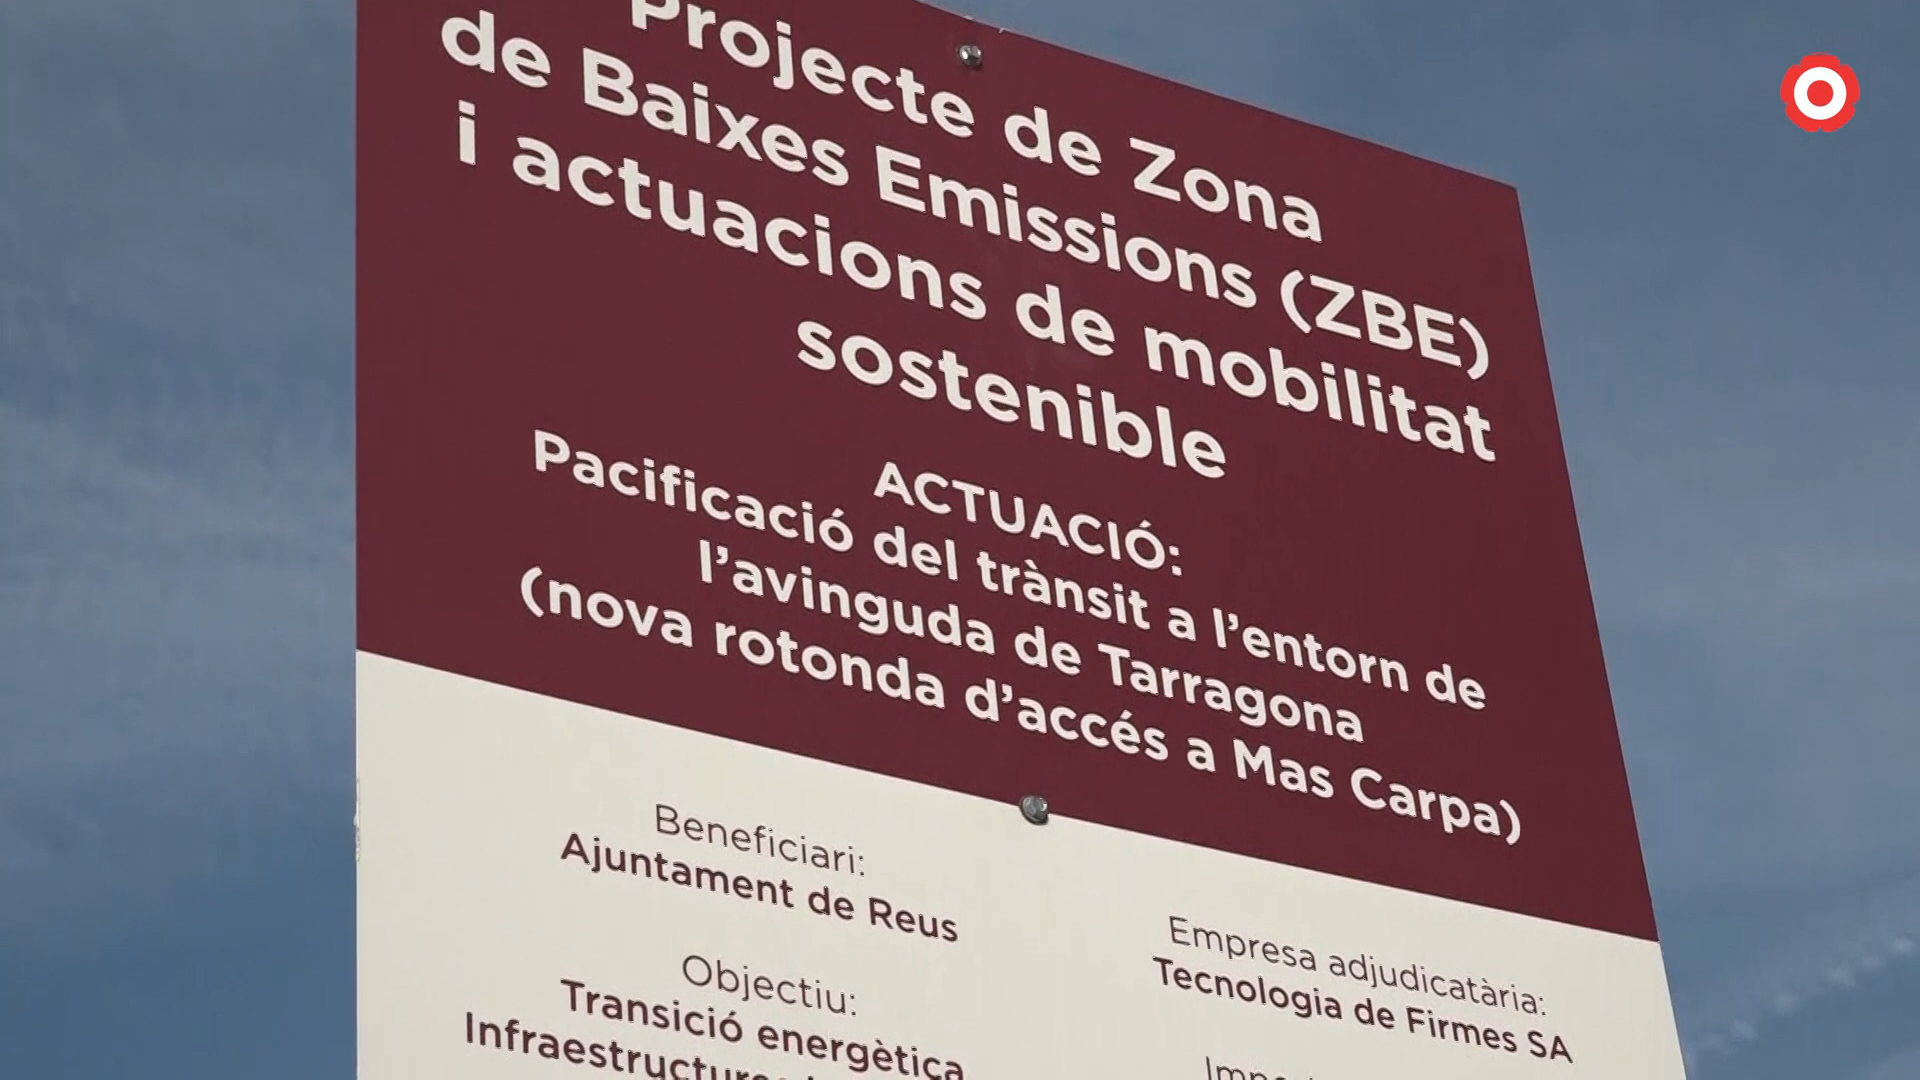 Projecte de Zona
de Baixes Emissions (ZBE)
i actuacions de mobilitat
sostenible
ACTUACIÓ:
Pacificació del trànsit a l'entorn de
l'avinguda de Tarragona
(nova rotonda d'accés a Mas Carpa)
Beneficiari:
Ajuntament de Reus
Objectiu:
Transició energètica
Empresa adjudicatària:
Tecnologia de Firmes SA